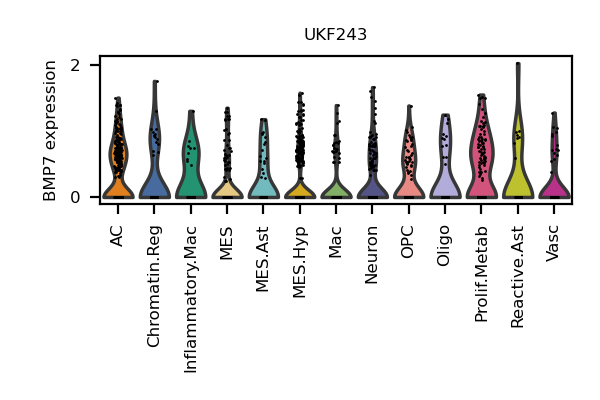 UKF243
BMP7 expression
2
0
AC
Chromatin.Reg
Inflammatory.Mac
MES
MES.Ast
MES.Hyp
Mac
Neuron
OPC
Oligo
Prolif.Metab
Reactive.Ast
Vasc